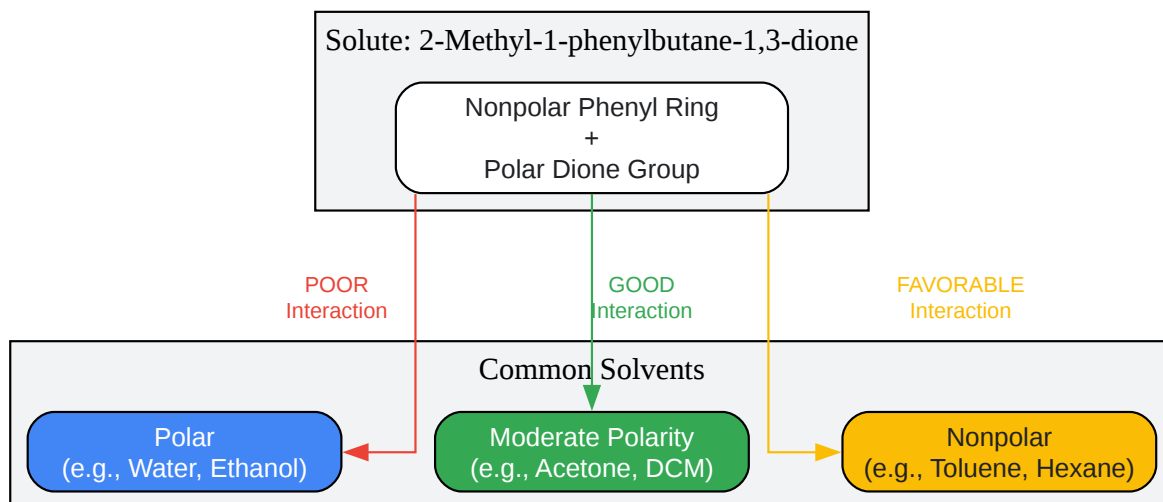 Solute: 2-Methyl-1-phenylbutane-1,3-dione
Nonpolar Phenyl Ring
+
Polar Dione Group
POOR
Interaction
GOOD
Interaction
FAVORABLE
Interaction
Common Solvents
Polar
(e.g., Water, Ethanol)
Moderate Polarity
(e.g., Acetone, DCM)
Nonpolar
(e.g., Toluene, Hexane)